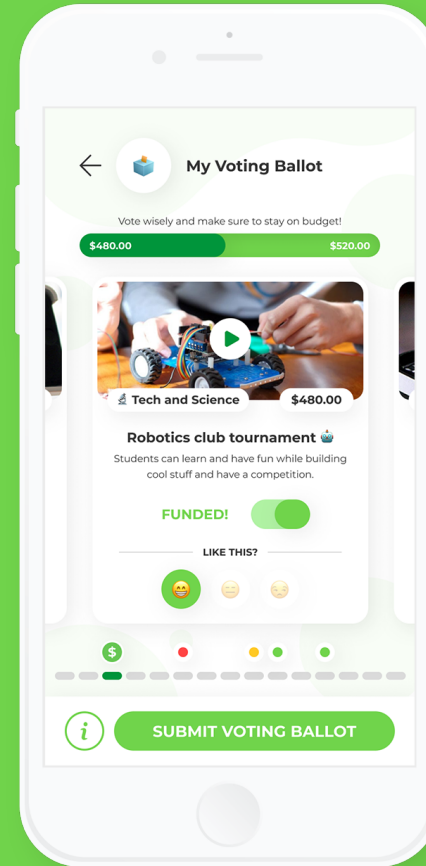 My Voting Ballot
Vote wisely and make sure to stay on budget!
$480.00
$520.00
Tech and Science
$480.00
Robotics club tournament
Students can learn and have fun while building
cool stuff and have a competition.
FUNDED!
LIKE THIS?
$
i
SUBMIT VOTING BALLOT